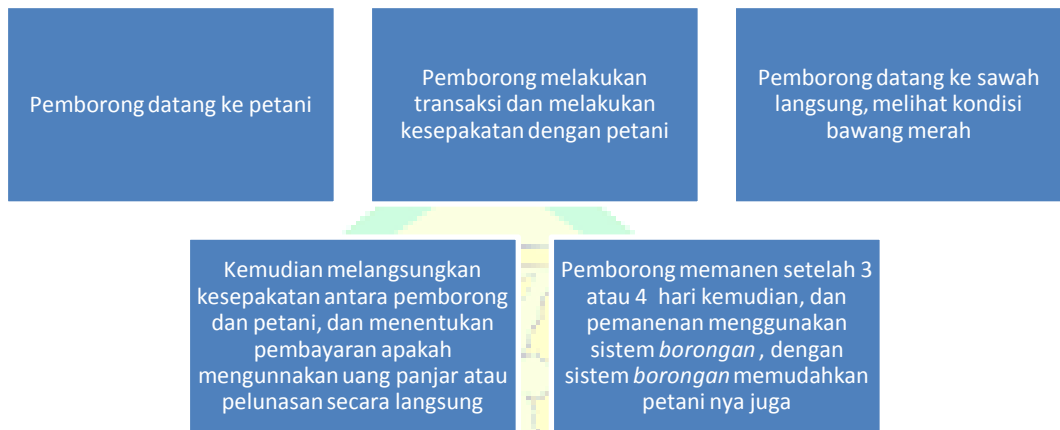 Pemborong datang ke petani
Pemborong melakukan
transaksi dan melakukan
kesepakatan dengan petani
Pemborong datang ke sawah
langsung, melihat kondisi
bawang merah
Kemudian melangsungkan
kesepakatan antara pemborong
dan petani, dan menentukan
pembayaran apakah
mengunnakan uang panjar atau
pelunasan secara langsung
Pemborong memanen setelah 3
atau 4 hari kemudian, dan
pemanenan menggunakan
sistem borongan , dengan
sistem borongan memudahkan
petani nya juga